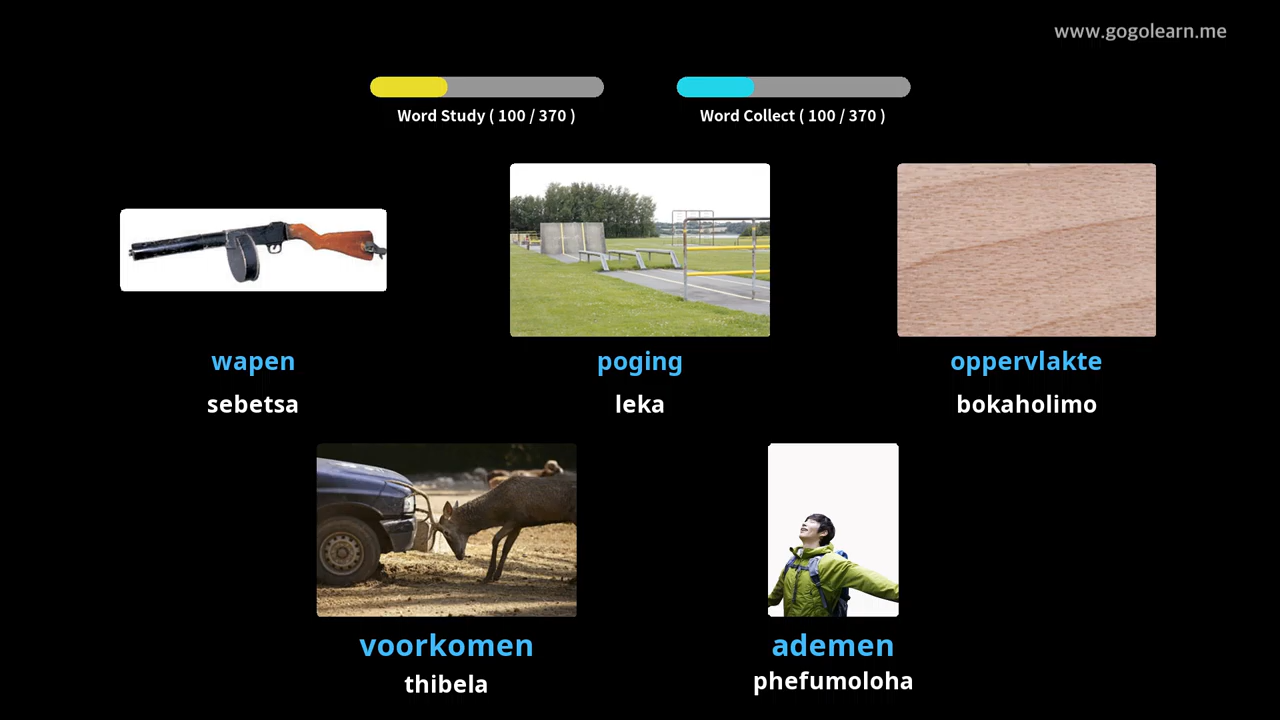 www.gogolearn.me
Word Study ( 100 / 370 )
Word Collect ( 100 / 370 )
wapen
sebetsa
poging
leka
oppervlakte
bokaholimo
voorkomen
thibela
ademen
phefumoloha